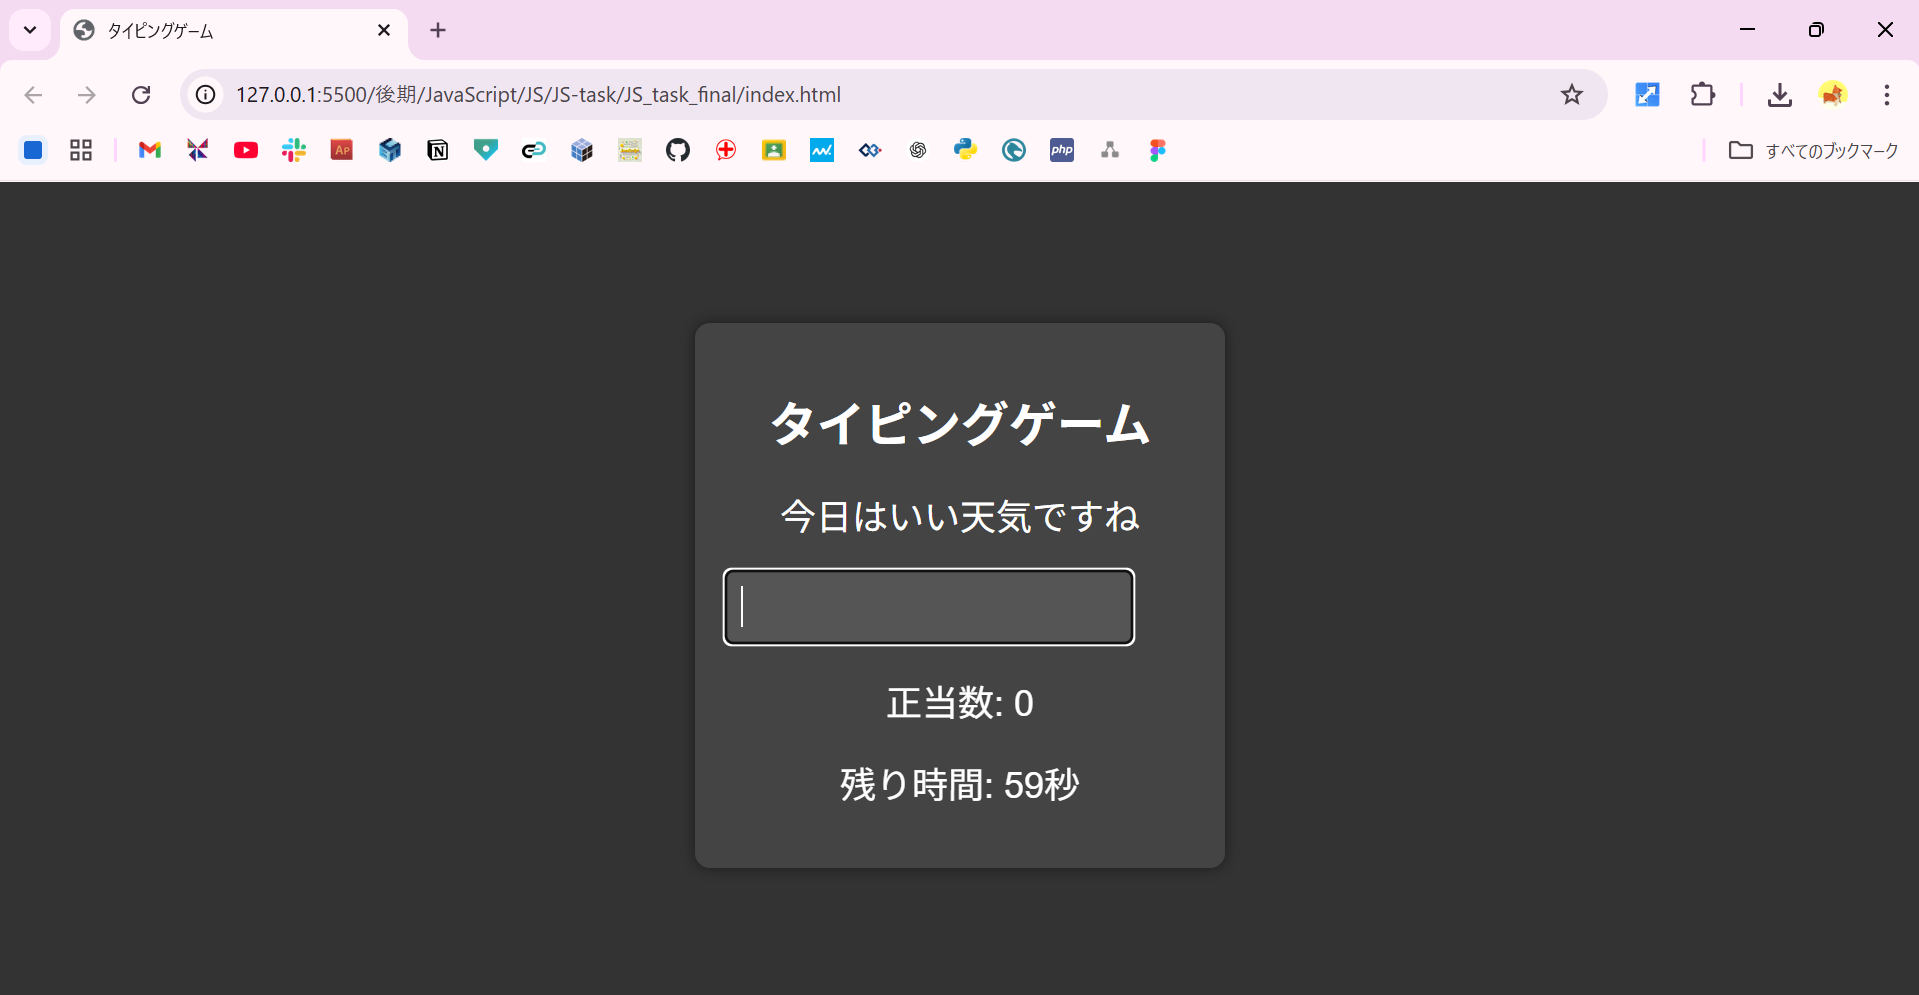 タイピングゲーム
127.0.0.1:5500/後期/JavaScript/JS/JS-task/JS_task_final/index.html
AP
N
php
すべてのブックマーク
タイピングゲーム
今日はいい天気ですね
正当数: 0
残り時間: 59秒